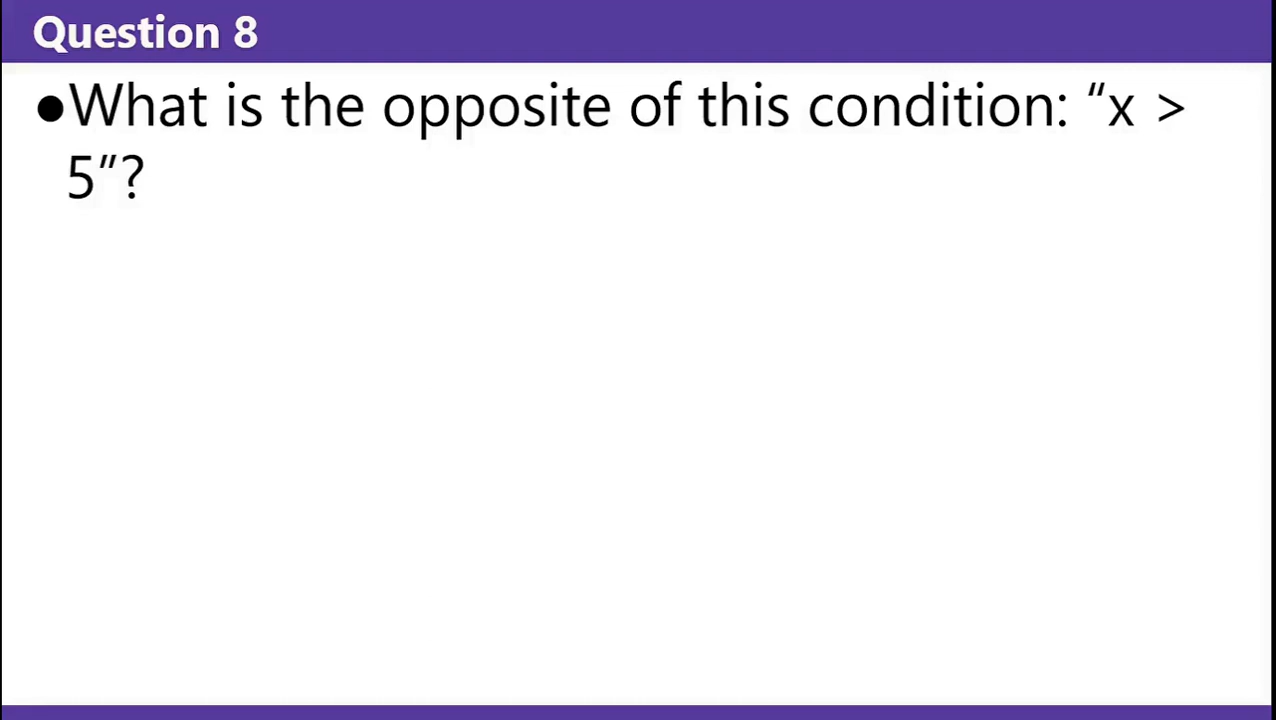 Question 8
●What is the opposite of this condition: “x >
5”?